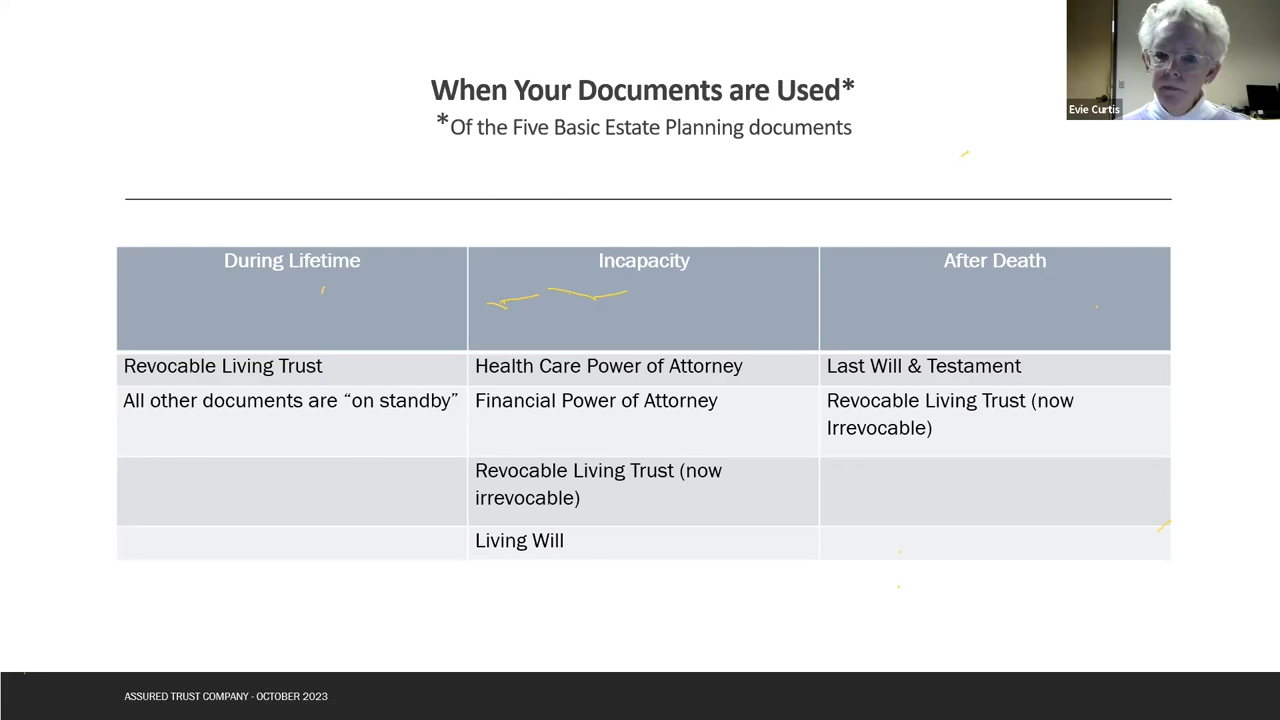 When Your Documents are Used*
*Of the Five Basic Estate Planning documents
Evie Curtis
During Lifetime
Incapacity
After Death
Revocable Living Trust
Health Care Power of Attorney
Last Will & Testament
All other documents are “on standby”
Financial Power of Attorney
Revocable Living Trust (now
Irrevocable)
Revocable Living Trust (now
irrevocable)
Living Will
ASSURED TRUST COMPANY - OCTOBER 2023